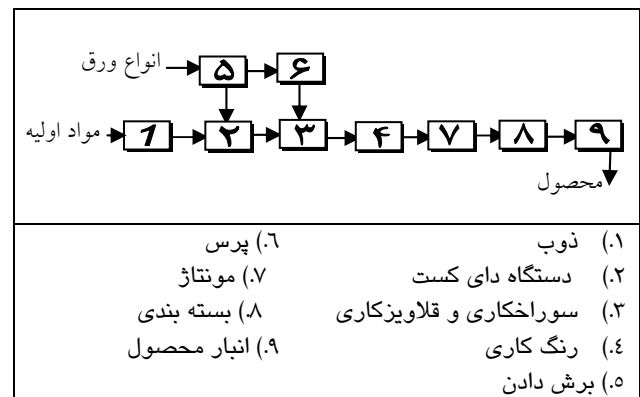 انواع ورق ۵ ۶
مواد اولیه 1 ۲ ۳ ۴ ۷ ۸ ۹
محصول
۱.) ذوب ۶.) پرس
۲.) دستگاه دای کست ۷.) مونتاژ
۳.) سوراخکاری و قلاویزکاری ۸.) بسته بندی
٤.) رنگ کاری ۹.) انبار محصول
۵.) برش دادن